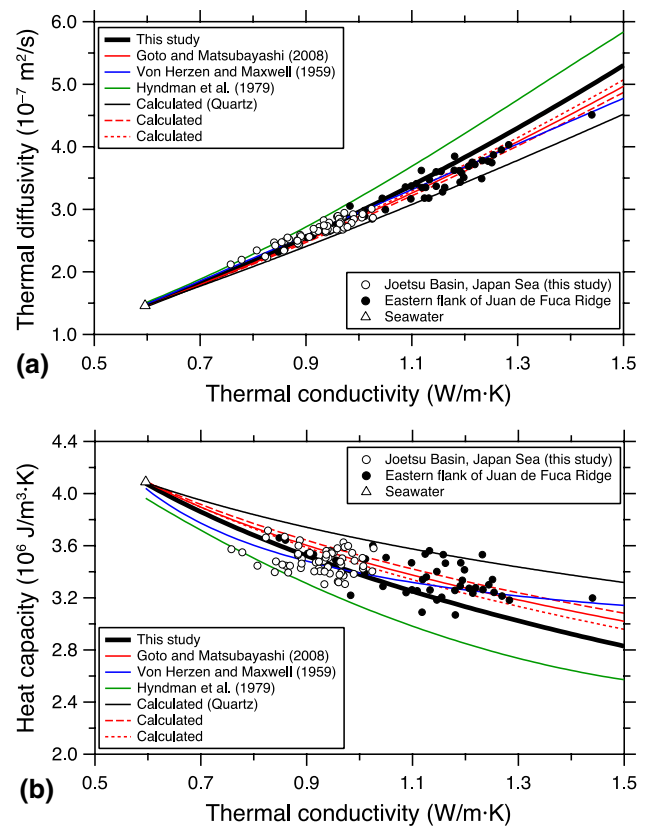 6.0
5.0
4.0
3.0
2.0
1.0
Thermal diffusivity (10⁻⁷ m²/s)
This study
Goto and Matsubayashi (2008)
Von Herzen and Maxwell (1959)
Hyndman et al. (1979)
Calculated (Quartz)
Calculated
Calculated
Joetsu Basin, Japan Sea (this study)
Eastern flank of Juan de Fuca Ridge
Seawater
0.5 0.7 0.9 1.1 1.3 1.5
(a)
Thermal conductivity (W/m·K)
4.4
4.0
3.6
3.2
2.8
2.4
2.0
Heat capacity (10⁶ J/m³·K)
Joetsu Basin, Japan Sea (this study)
Eastern flank of Juan de Fuca Ridge
Seawater
This study
Goto and Matsubayashi (2008)
Von Herzen and Maxwell (1959)
Hyndman et al. (1979)
Calculated (Quartz)
Calculated
Calculated
0.5 0.7 0.9 1.1 1.3 1.5
(b)
Thermal conductivity (W/m·K)